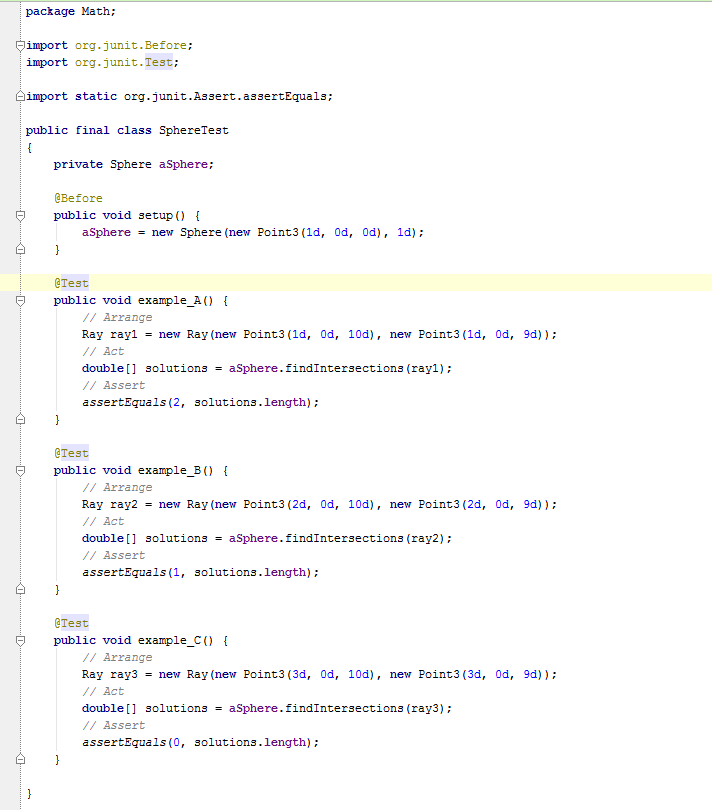 package Math;
import org.junit.Before;
import org.junit.Test;
import static org.junit.Assert.assertEquals;
public final class SphereTest
{
private Sphere aSphere;
@Before
public void setup() {
aSphere = new Sphere(new Point3(1d, 0d, 0d), 1d);
}
@Test
public void example_A() {
// Arrange
Ray ray1 = new Ray(new Point3(1d, 0d, 10d), new Point3(1d, 0d, 9d));
// Act
double[] solutions = aSphere.findIntersections(ray1);
// Assert
assertEquals(2, solutions.length);
}
@Test
public void example_B() {
// Arrange
Ray ray2 = new Ray(new Point3(2d, 0d, 10d), new Point3(2d, 0d, 9d));
// Act
double[] solutions = aSphere.findIntersections(ray2);
// Assert
assertEquals(1, solutions.length);
}
@Test
public void example_C() {
// Arrange
Ray ray3 = new Ray(new Point3(3d, 0d, 10d), new Point3(3d, 0d, 9d));
// Act
double[] solutions = aSphere.findIntersections(ray3);
// Assert
assertEquals(0, solutions.length);
}
}